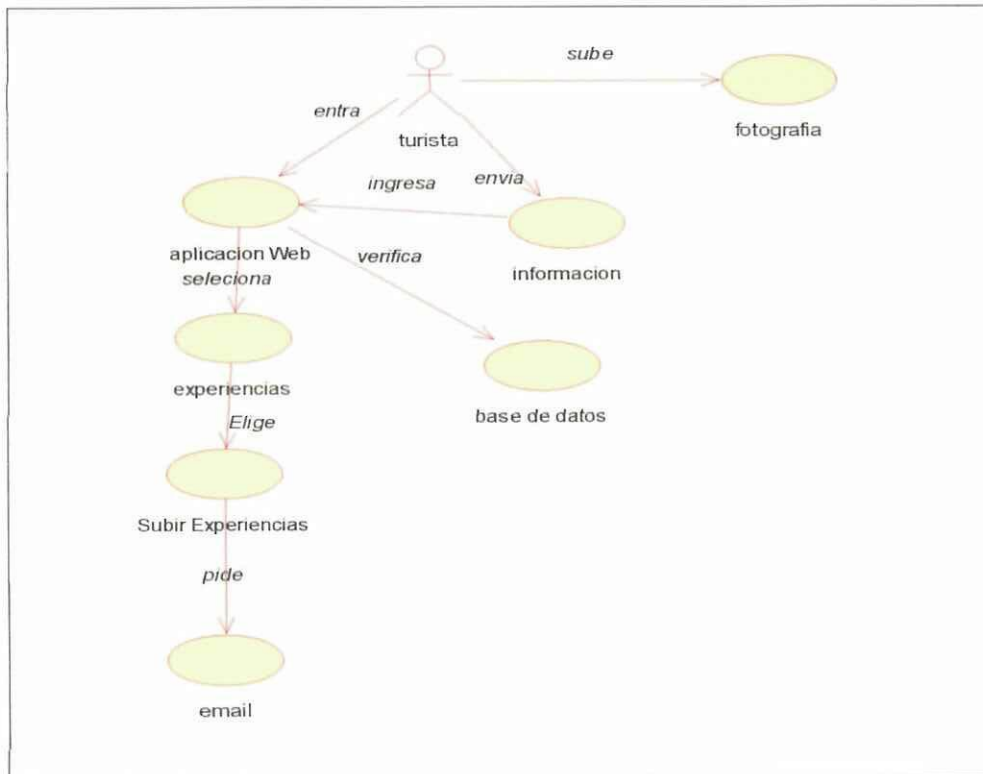 sube
fotografia
entra
turista
ingresa
envia
aplicacion Web
seleciona
verifica
informacion
experiencias
base de datos
Elige
Subir Experiencias
pide
email